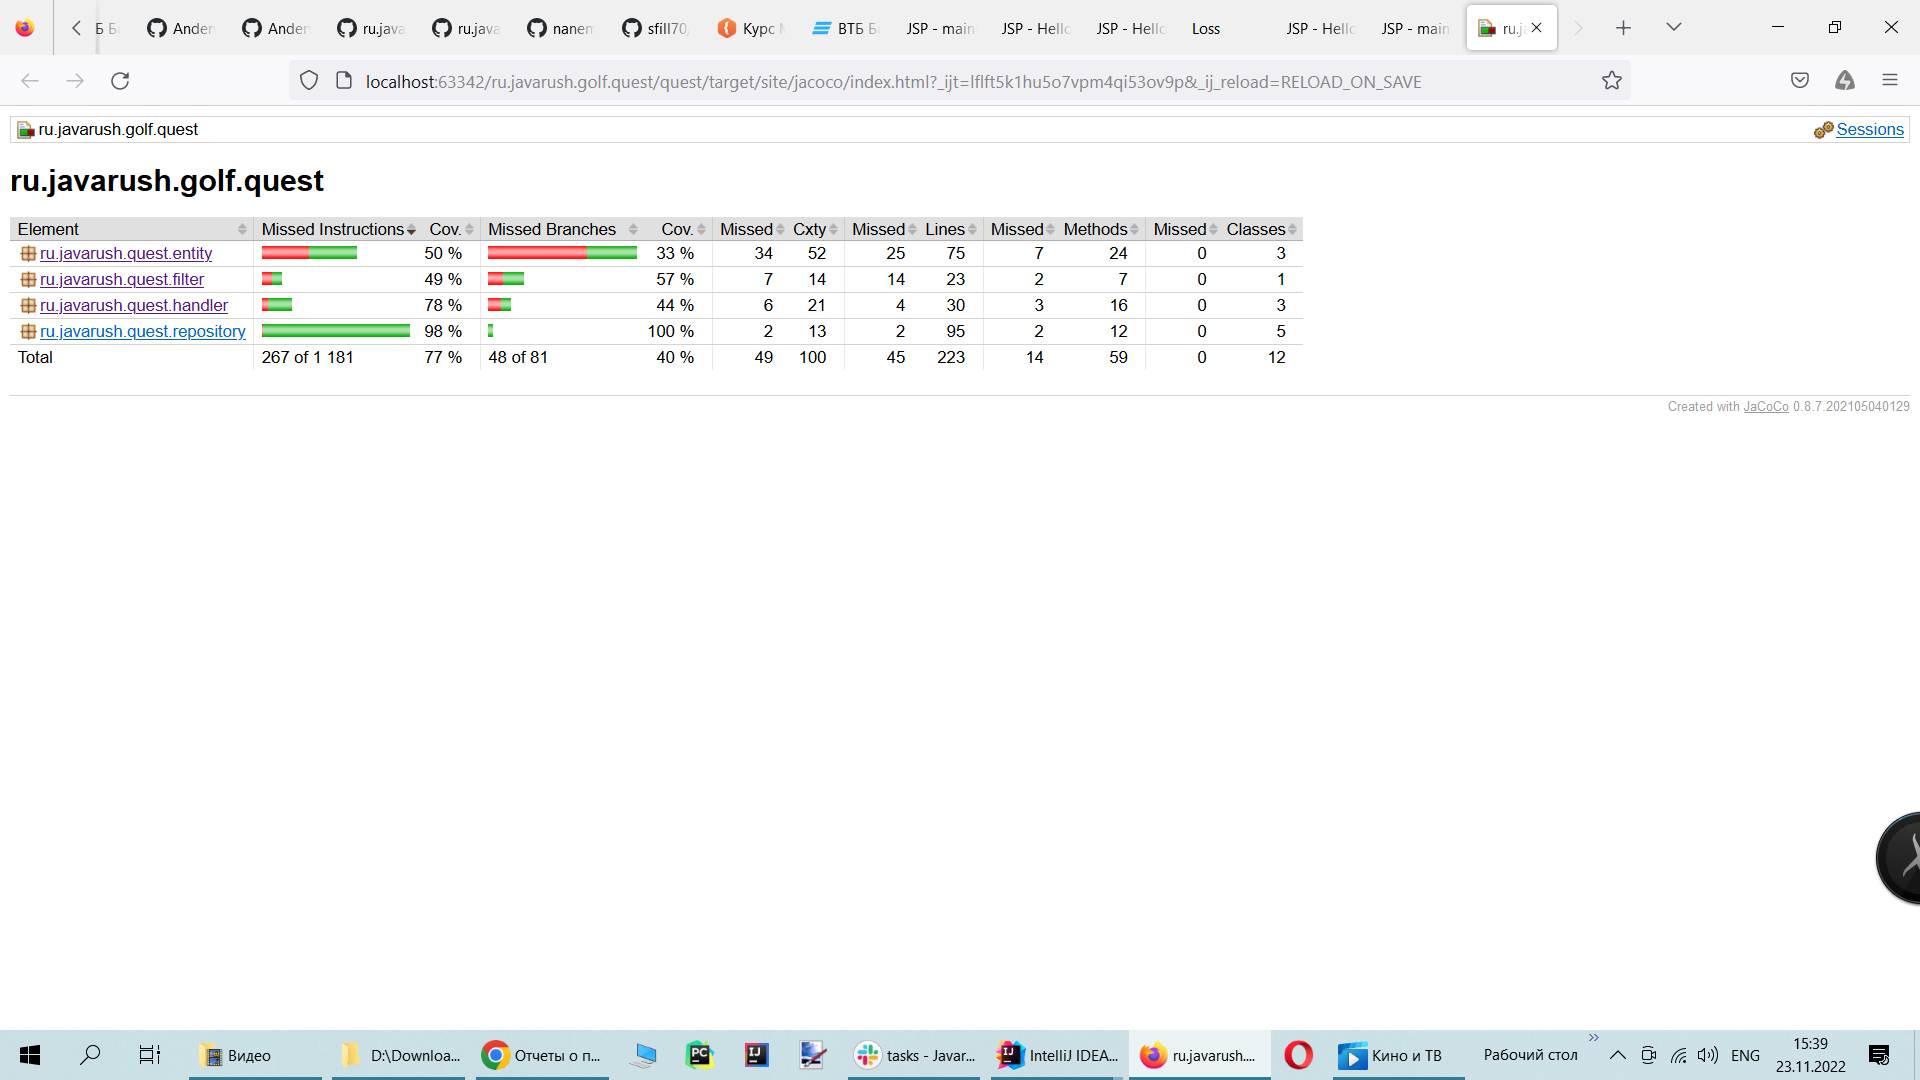 Б Б Ander Ander ru.java ru.java nanem sfill70/ Курс ВТБ Б JSP - main JSP - Hello JSP - Hello Loss JSP - Hello JSP - main ru.j
localhost:63342/ru.javarush.golf.quest/quest/target/site/jacoco/index.html?_ijt=lflft5k1hu5o7vpm4qi53ov9p&_ij_reload=RELOAD_ON_SAVE
ru.javarush.golf.quest Sessions
ru.javarush.golf.quest
Element Missed Instructions Cov. Missed Branches Cov. Missed Cxty Missed Lines Missed Methods Missed Classes
ru.javarush.quest.entity 50 % 33 % 34 52 25 75 7 24 0 3
ru.javarush.quest.filter 49 % 57 % 7 14 14 23 2 7 0 1
ru.javarush.quest.handler 78 % 44 % 6 21 4 30 3 16 0 3
ru.javarush.quest.repository 98 % 100 % 2 13 2 95 2 12 0 5
Total 267 of 1 181 77 % 48 of 81 40 % 49 100 45 223 14 59 0 12
Created with JaCoCo 0.8.7.202105040129
Видео D:\Downloa... Отчеты о п... PC IJ tasks - Javar... IJ IntelliJ IDEA... ru.javarush.... Кино и ТВ Рабочий стол ENG 15:39
23.11.2022